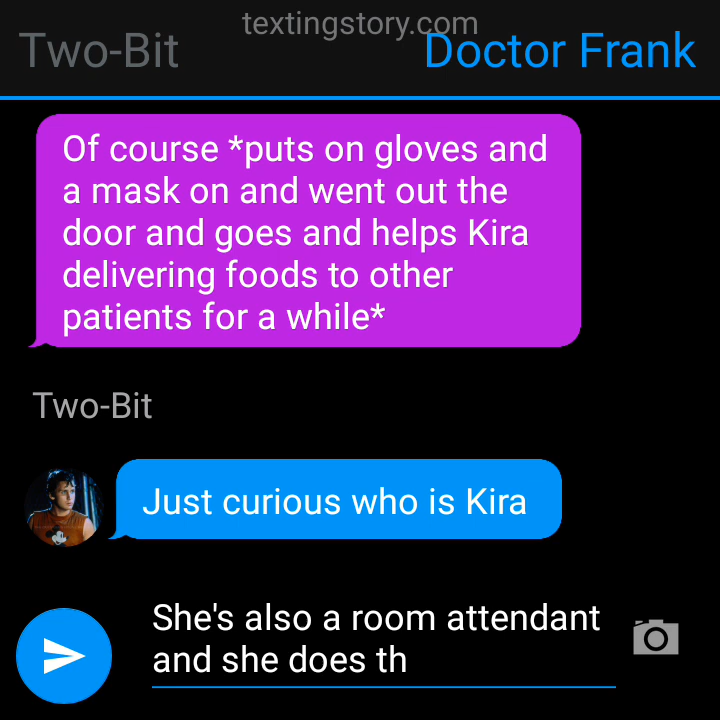 textingstory.com
Two-Bit
Doctor Frank
Of course *puts on gloves and
a mask on and went out the
door and goes and helps Kira
delivering foods to other
patients for a while*
Two-Bit
Just curious who is Kira
She's also a room attendant
and she does th